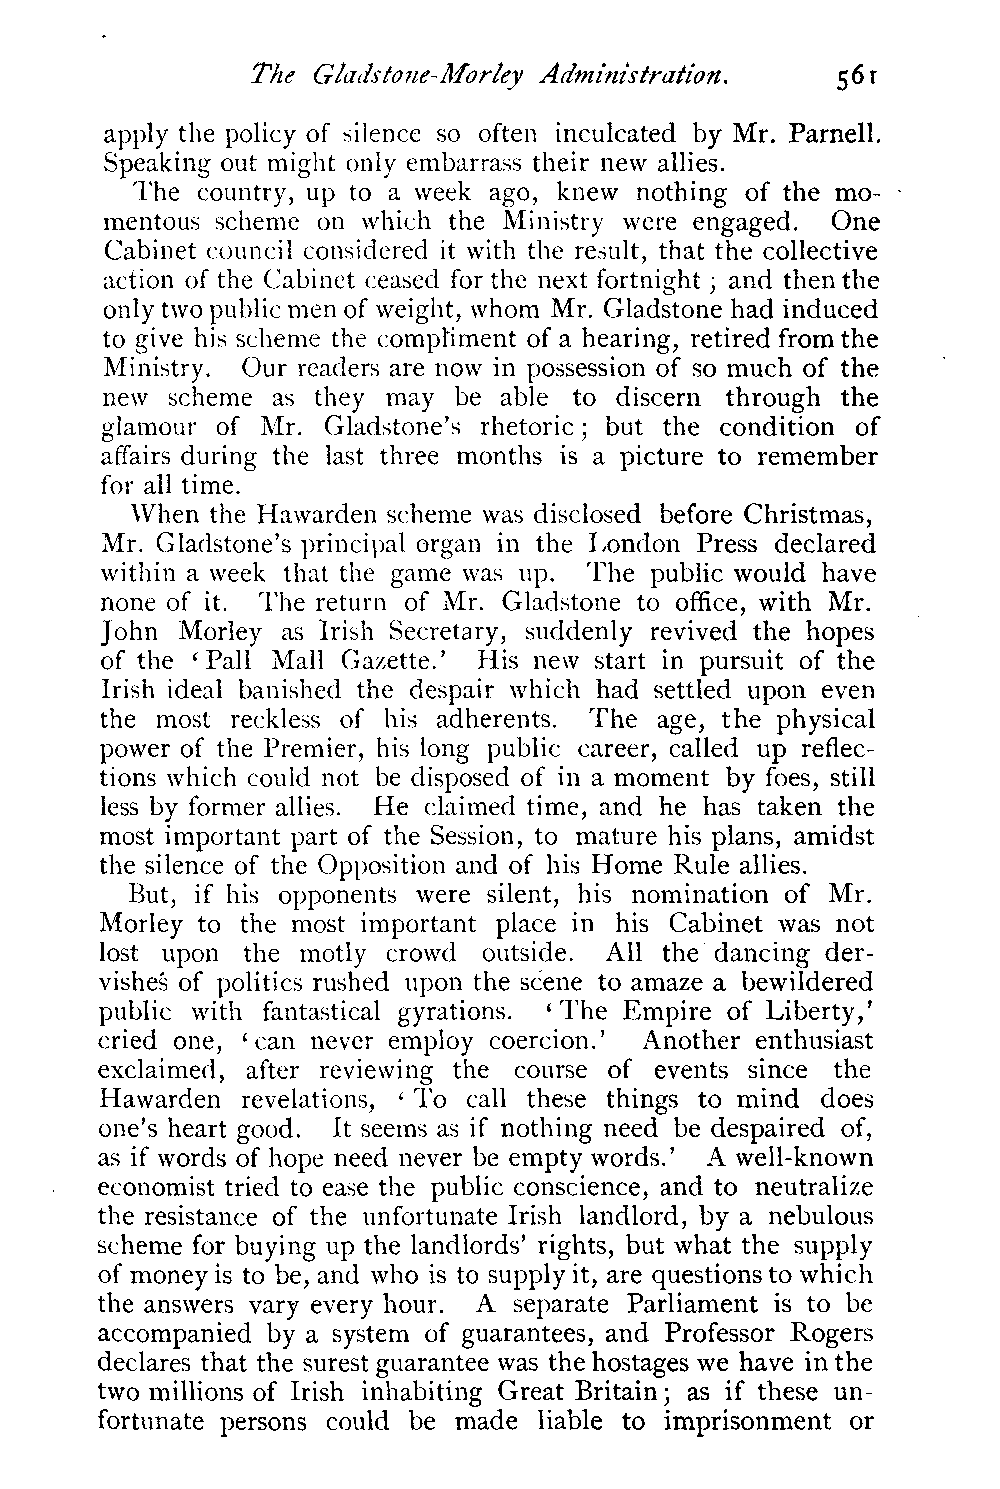 The Gladstone-Morley Administration. 561
apply the policy of silence so often inculcated by Mr. Parnell.
Speaking out might only embarrass their new allies.
The country, up to a week ago, knew nothing of the mo-
mentous scheme on which the Ministry were engaged. One
Cabinet council considered it with the result, that the collective
action of the Cabinet ceased for the next fortnight; and then the
only two public men of weight, whom Mr. Gladstone had induced
to give his scheme the compliment of a hearing, retired from the
Ministry. Our readers are now in possession of so much of the
new scheme as they may be able to discern through the
glamour of Mr. Gladstone's rhetoric; but the condition of
affairs during the last three months is a picture to remember
for all time.
When the Hawarden scheme was disclosed before Christmas,
Mr. Gladstone's principal organ in the London Press declared
within a week that the game was up. The public would have
none of it. The return of Mr. Gladstone to office, with Mr.
John Morley as Irish Secretary, suddenly revived the hopes
of the 'Pall Mall Gazette.' His new start in pursuit of the
Irish ideal banished the despair which had settled upon even
the most reckless of his adherents. The age, the physical
power of the Premier, his long public career, called up reflec-
tions which could not be disposed of in a moment by foes, still
less by former allies. He claimed time, and he has taken the
most important part of the Session, to mature his plans, amidst
the silence of the Opposition and of his Home Rule allies.
But, if his opponents were silent, his nomination of Mr.
Morley to the most important place in his Cabinet was not
lost upon the motly crowd outside. All the dancing der-
vishes of politics rushed upon the scene to amaze a bewildered
public with fantastical gyrations. 'The Empire of Liberty,'
cried one, 'can never employ coercion.' Another enthusiast
exclaimed, after reviewing the course of events since the
Hawarden revelations, 'To call these things to mind does
one's heart good. It seems as if nothing need be despaired of,
as if words of hope need never be empty words.' A well-known
economist tried to ease the public conscience, and to neutralize
the resistance of the unfortunate Irish landlord, by a nebulous
scheme for buying up the landlords' rights, but what the supply
of money is to be, and who is to supply it, are questions to which
the answers vary every hour. A separate Parliament is to be
accompanied by a system of guarantees, and Professor Rogers
declares that the surest guarantee was the hostages we have in the
two millions of Irish inhabiting Great Britain; as if these un-
fortunate persons could be made liable to imprisonment or